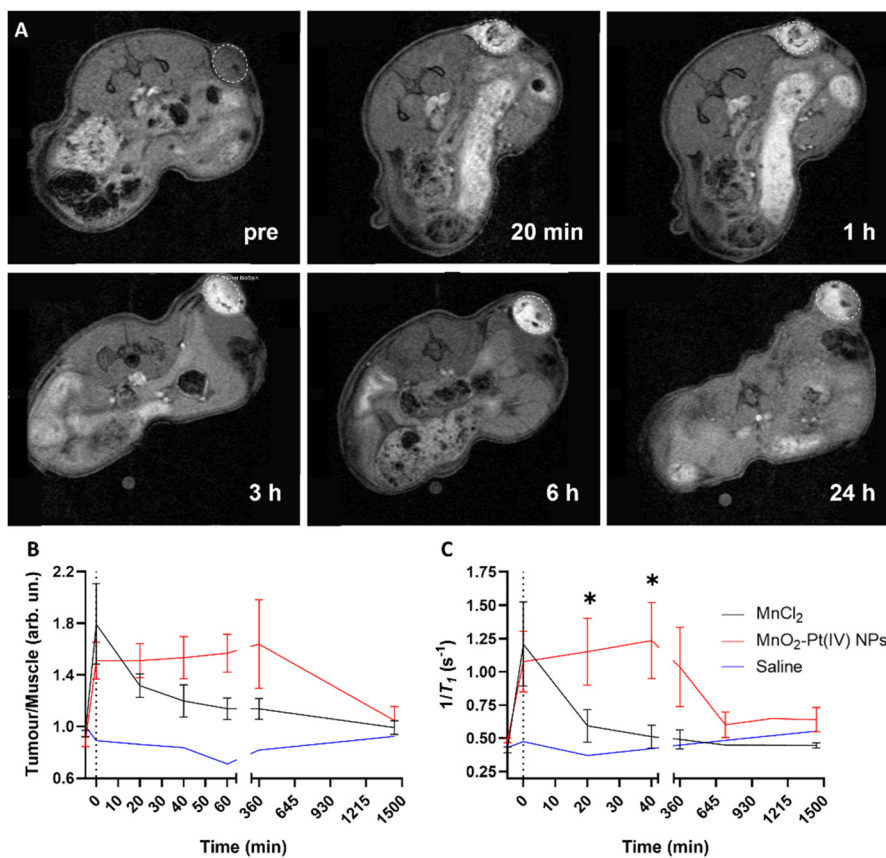 A
pre
20 min
1 h
3 h
6 h
24 h
B
Tumour/Muscle (arb. un.)
2.2
1.8
1.4
1.0
0.6
0 10 20 30 40 50 60 360 645 930 1215 1500
Time (min)
C
1/T₁ (s⁻¹)
1.75
1.50
1.25
1.00
0.75
0.50
0.25
* *
0 10 20 30 40 360 645 930 1215 1500
Time (min)
MnCl₂
MnO₂-Pt(IV) NPs
Saline